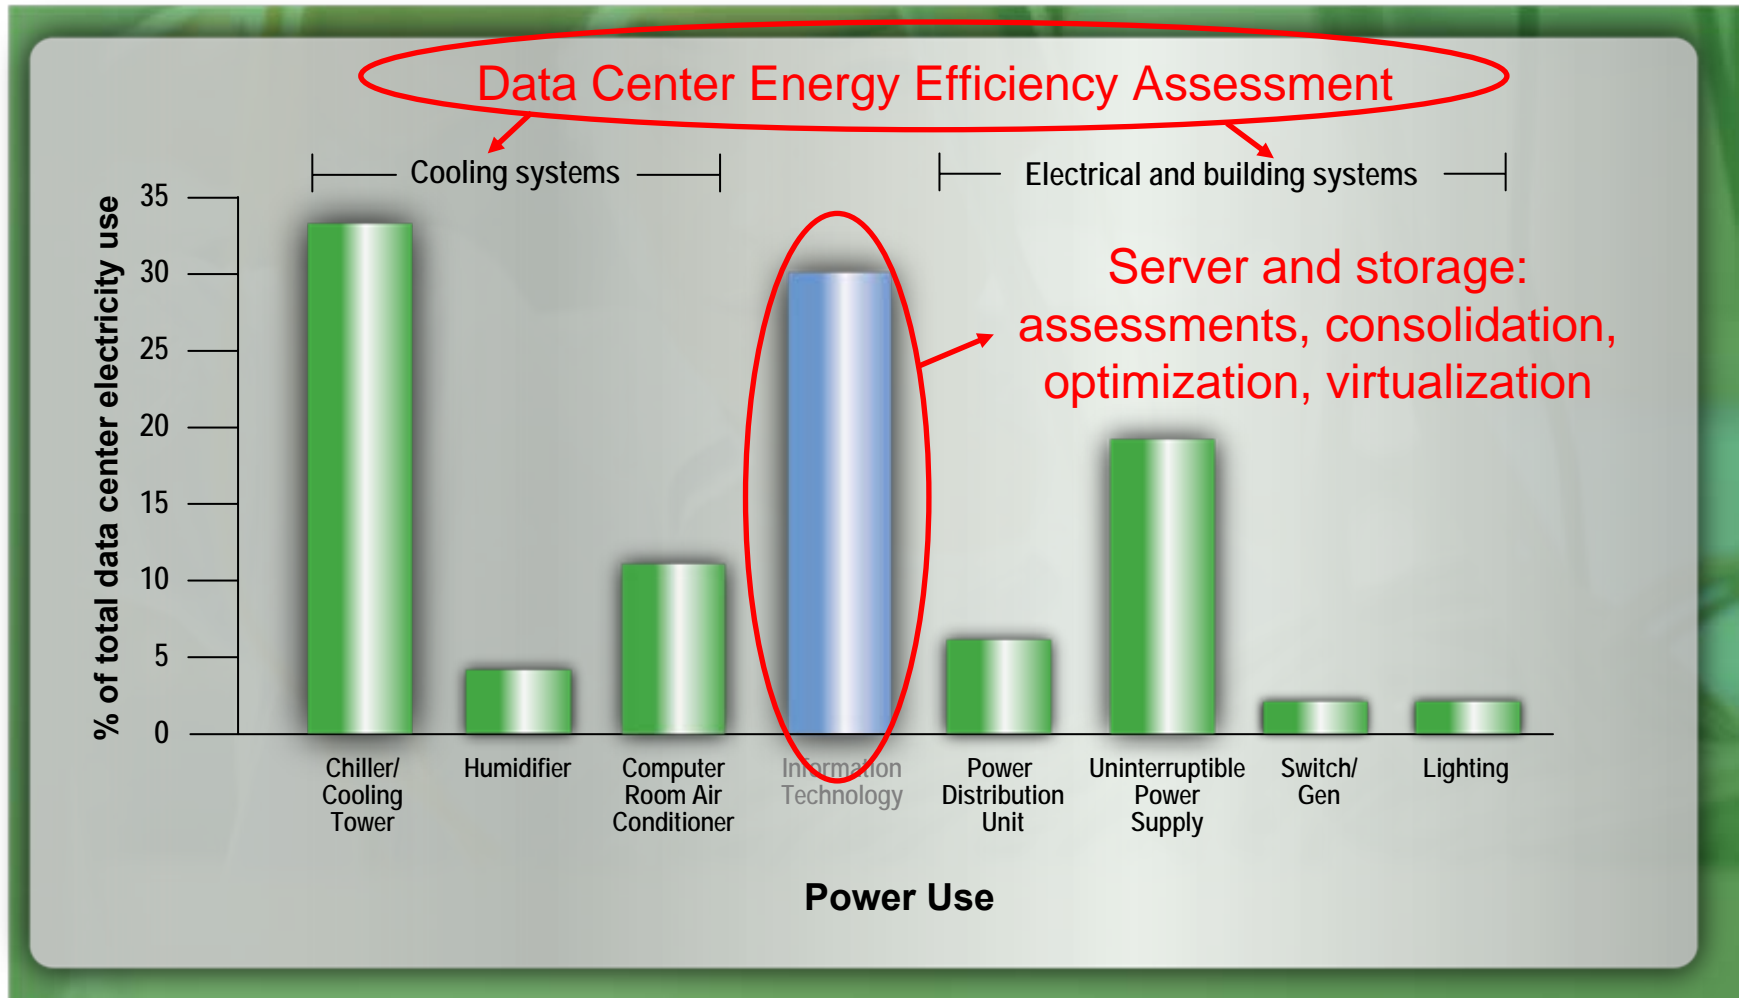 Data Center Energy Efficiency Assessment
Cooling systems
Electrical and building systems
% of total data center electricity use
35
30
25
20
15
10
5
0
Server and storage:
assessments, consolidation,
optimization, virtualization
Chiller/
Cooling
Tower
Humidifier
Computer
Room Air
Conditioner
Information
Technology
Power
Distribution
Unit
Uninterruptible
Power
Supply
Switch/
Gen
Lighting
Power Use